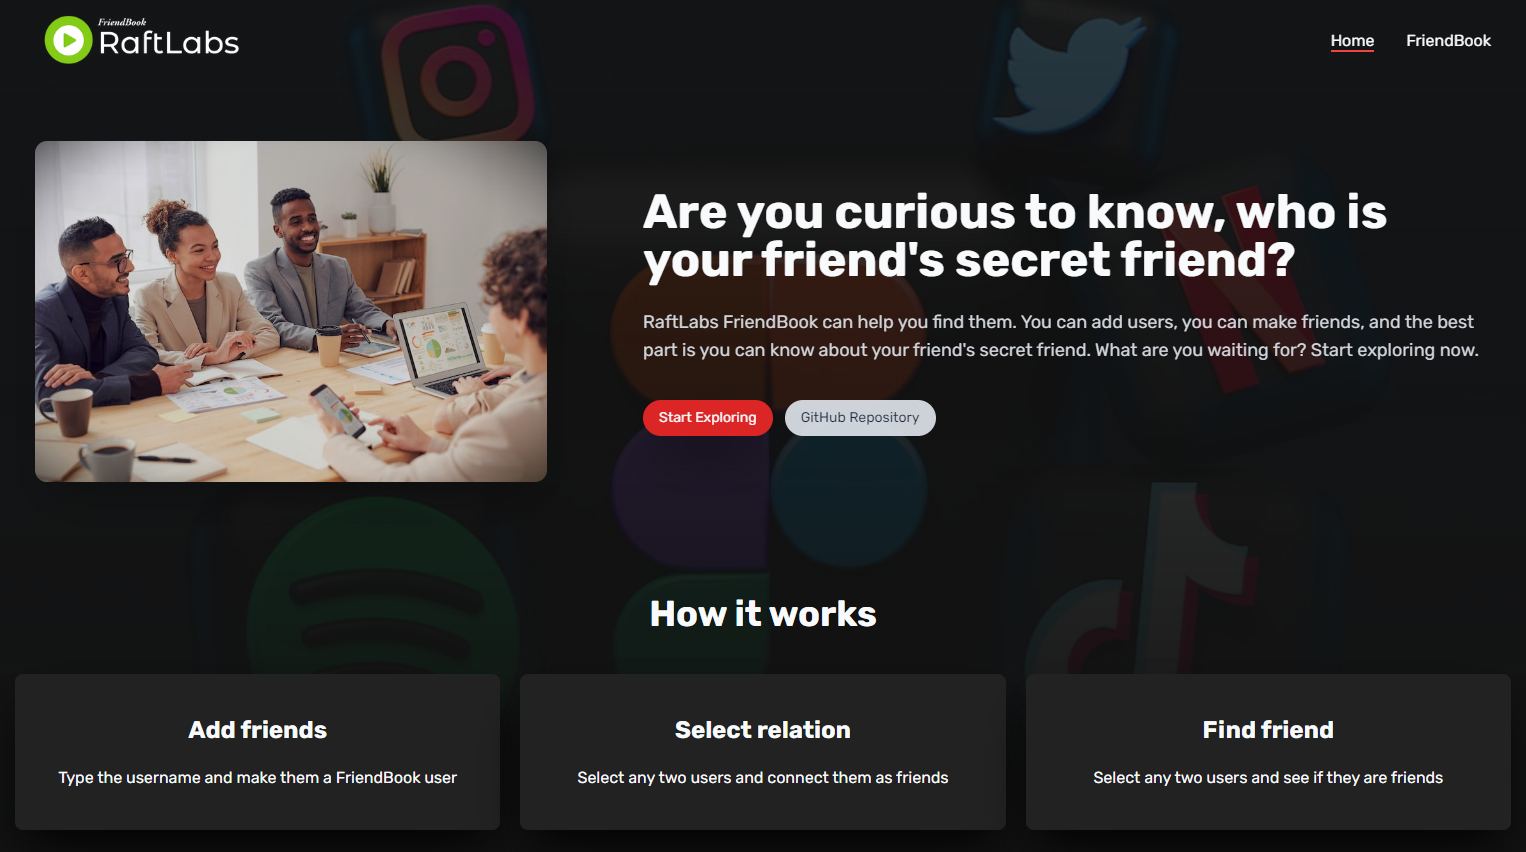 FriendBook
RaftLabs
Home
FriendBook
Are you curious to know, who is
your friend's secret friend?
RaftLabs FriendBook can help you find them. You can add users, you can make friends, and the best
part is you can know about your friend's secret friend. What are you waiting for? Start exploring now.
Start Exploring
GitHub Repository
How it works
Add friends
Type the username and make them a FriendBook user
Select relation
Select any two users and connect them as friends
Find friend
Select any two users and see if they are friends